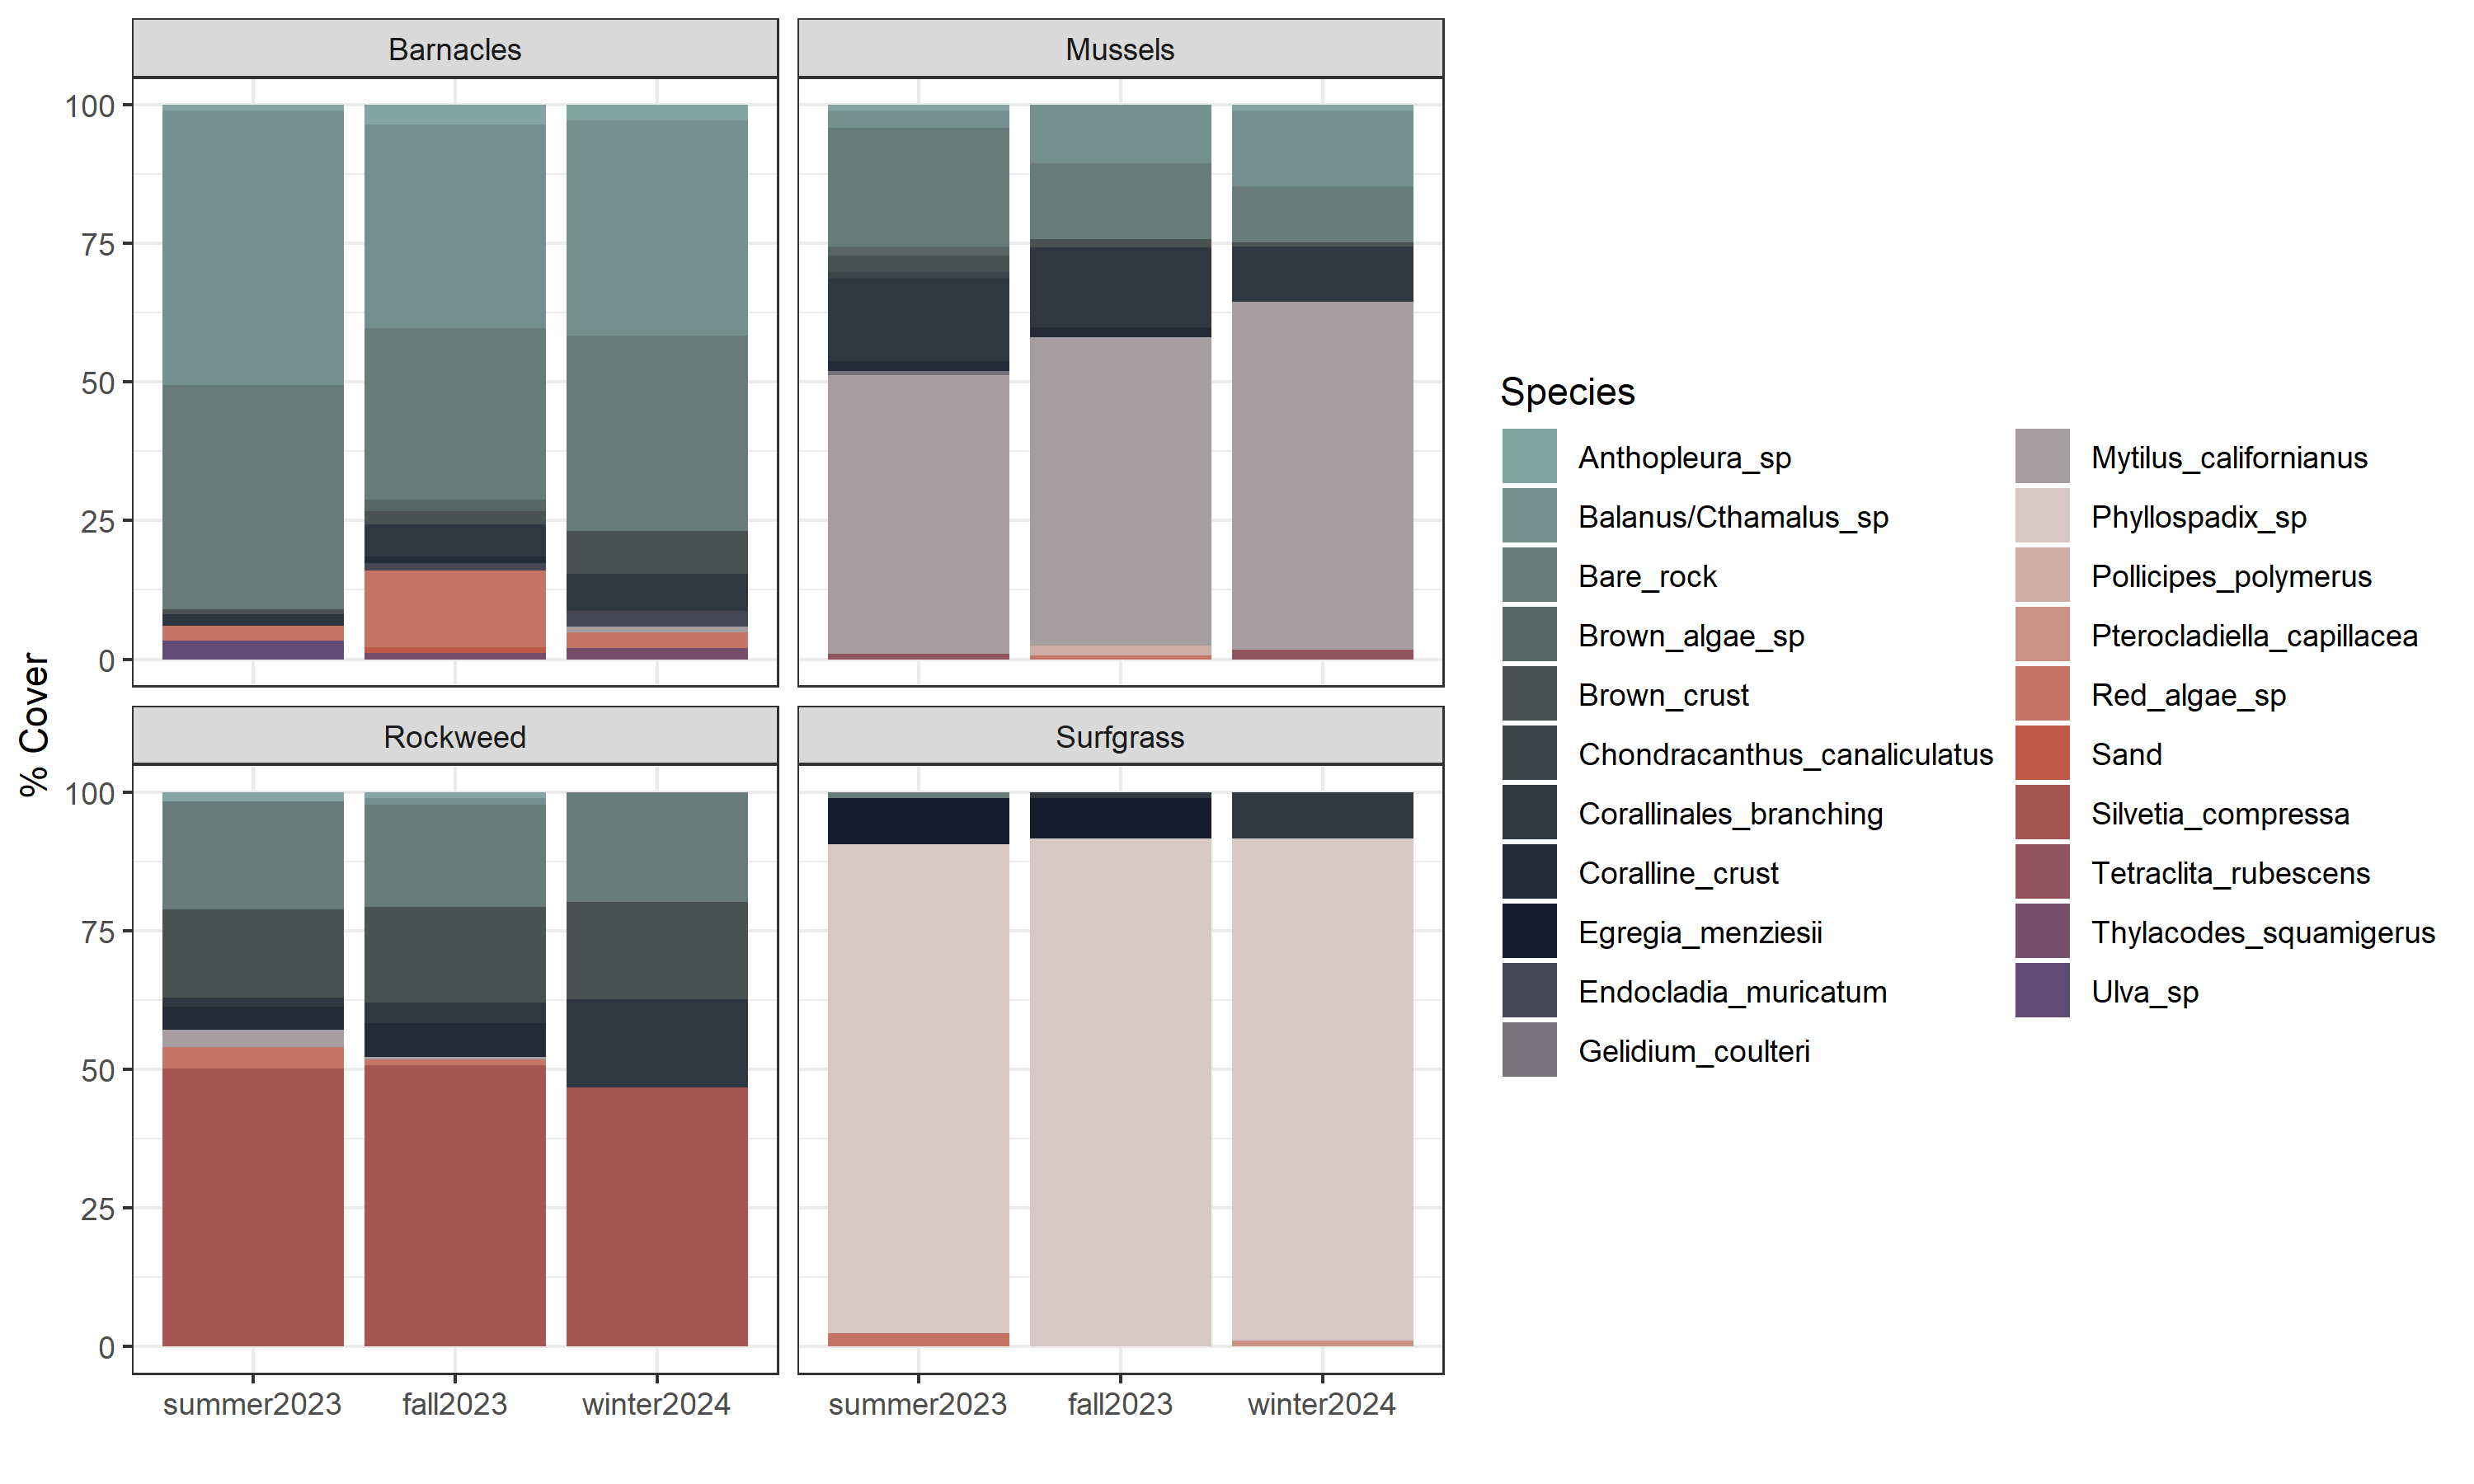 Barnacles
Mussels
100
75
50
25
0
Rockweed
Surfgrass
100
75
50
25
0
% Cover
summer2023
fall2023
winter2024
summer2023
fall2023
winter2024
Species
Anthopleura_sp
Balanus/Cthamalus_sp
Bare_rock
Brown_algae_sp
Brown_crust
Chondracanthus_canaliculatus
Corallinales_branching
Coralline_crust
Egregia_menziesii
Endocladia_muricatum
Gelidium_coulteri
Mytilus_californianus
Phyllospadix_sp
Pollicipes_polymerus
Pterocladiella_capillacea
Red_algae_sp
Sand
Silvetia_compressa
Tetraclita_rubescens
Thylacodes_squamigerus
Ulva_sp